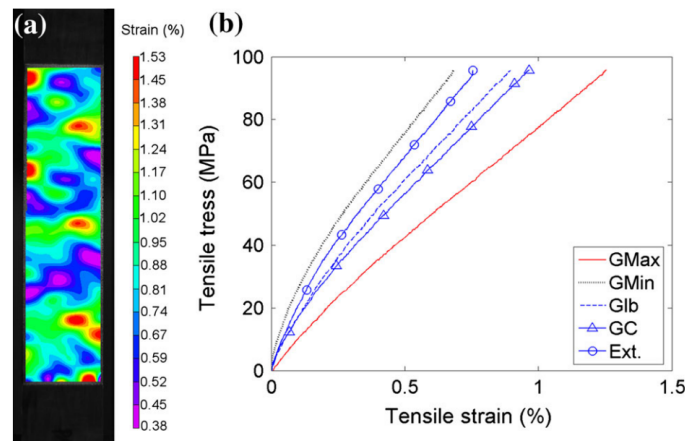 (a)
Strain (%)
1.53
1.45
1.38
1.31
1.24
1.17
1.09
1.02
0.95
0.88
0.81
0.74
0.67
0.59
0.52
0.45
0.38
(b)
Tensile tress (MPa)
100
80
60
40
20
0
0
0.5
1
1.5
Tensile strain (%)
GMax
GMin
Glb
GC
Ext.